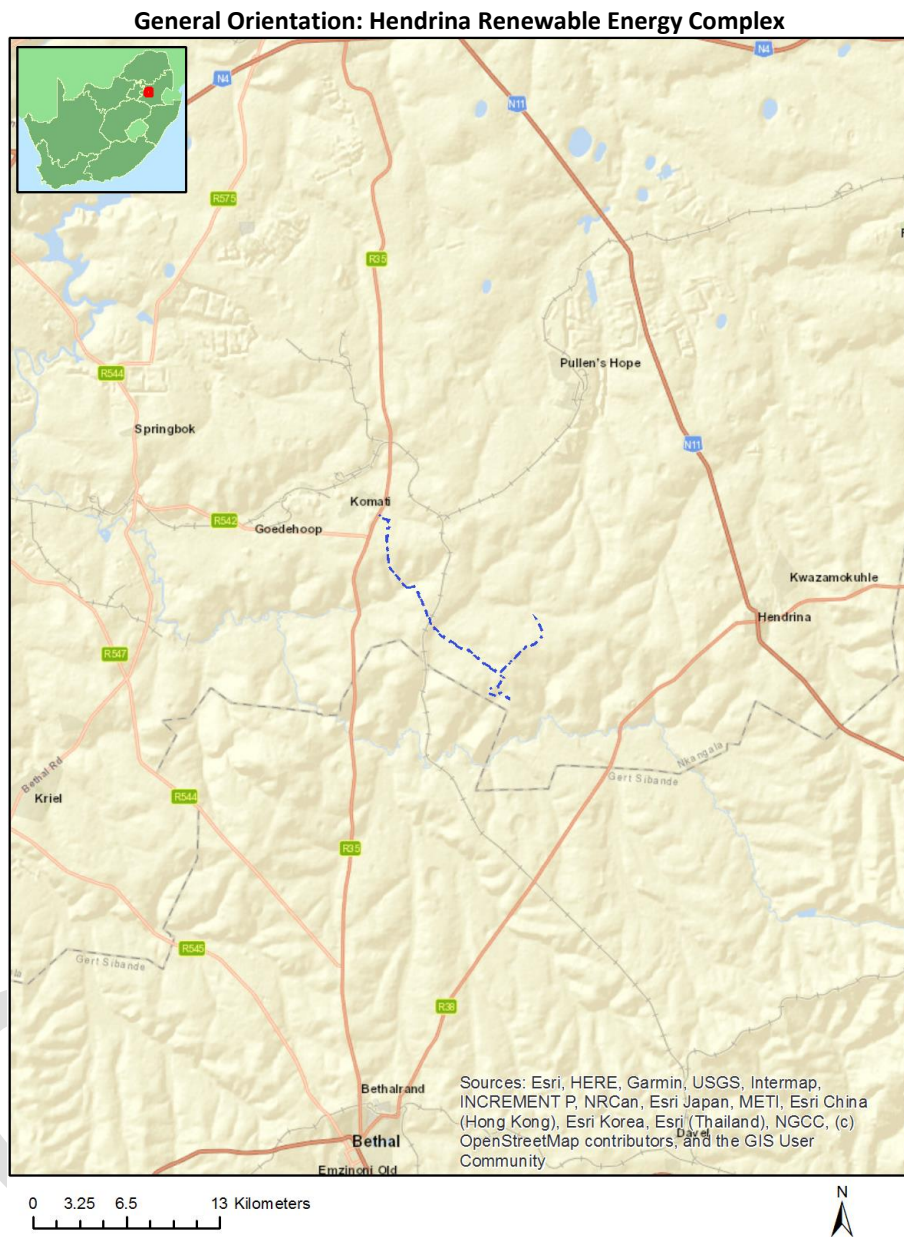 General Orientation: Hendrina Renewable Energy Complex
N4
N4
N11
R575
R35
Pullen's Hope
R544
Springbok
N11
Komati
R542
Goedehoop
Kwazamokuhle
Hendrina
R547
Nkangala
Gert Sibande
Bethal Rd
Kriel
R544
R35
R545
Gert Sibande
R38
Bethalrand
Sources: Esri, HERE, Garmin, USGS, Intermap,
INCREMENT P, NRCan, Esri Japan, METI, Esri China
(Hong Kong), Esri Korea, Esri (Thailand), NGCC, (c)
OpenStreetMap contributors, and the GIS User
Community
Davel
Bethal
Emzinoni Old
0 3.25 6.5 13 Kilometers
N